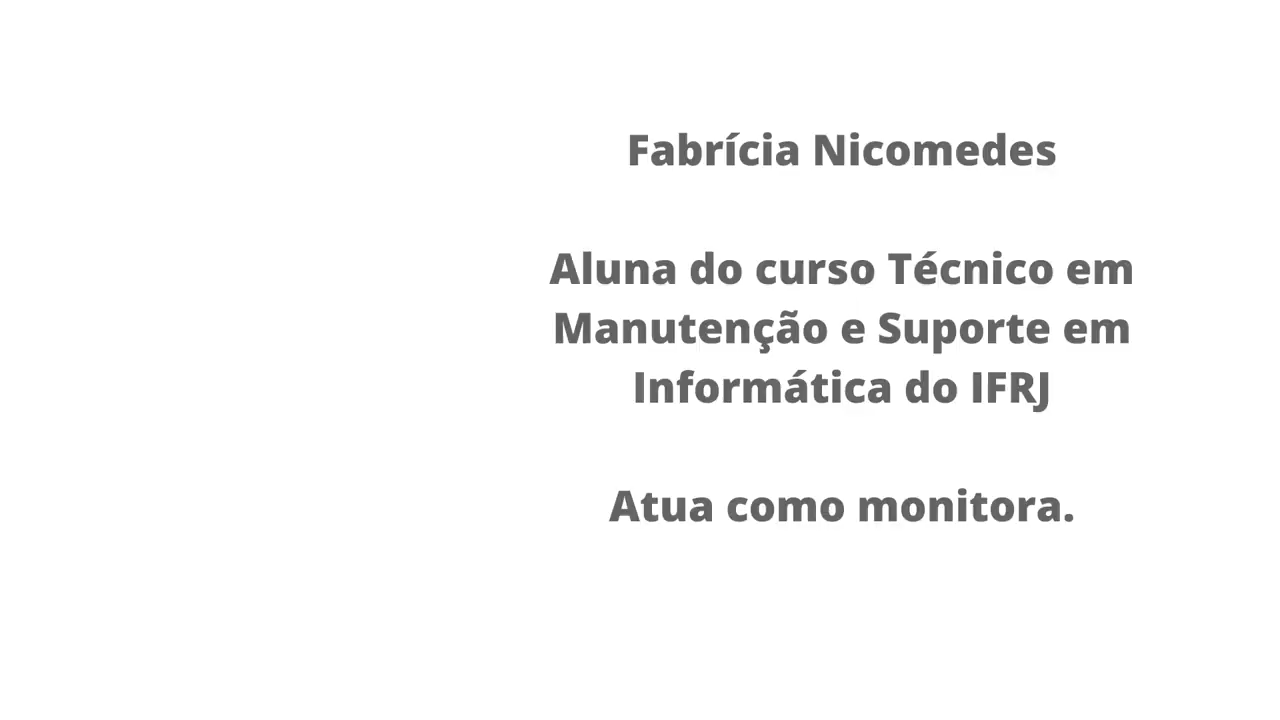 Fabrícia Nicomedes
Aluna do curso Técnico em
Manutenção e Suporte em
Informática do IFRJ
Atua como monitora.